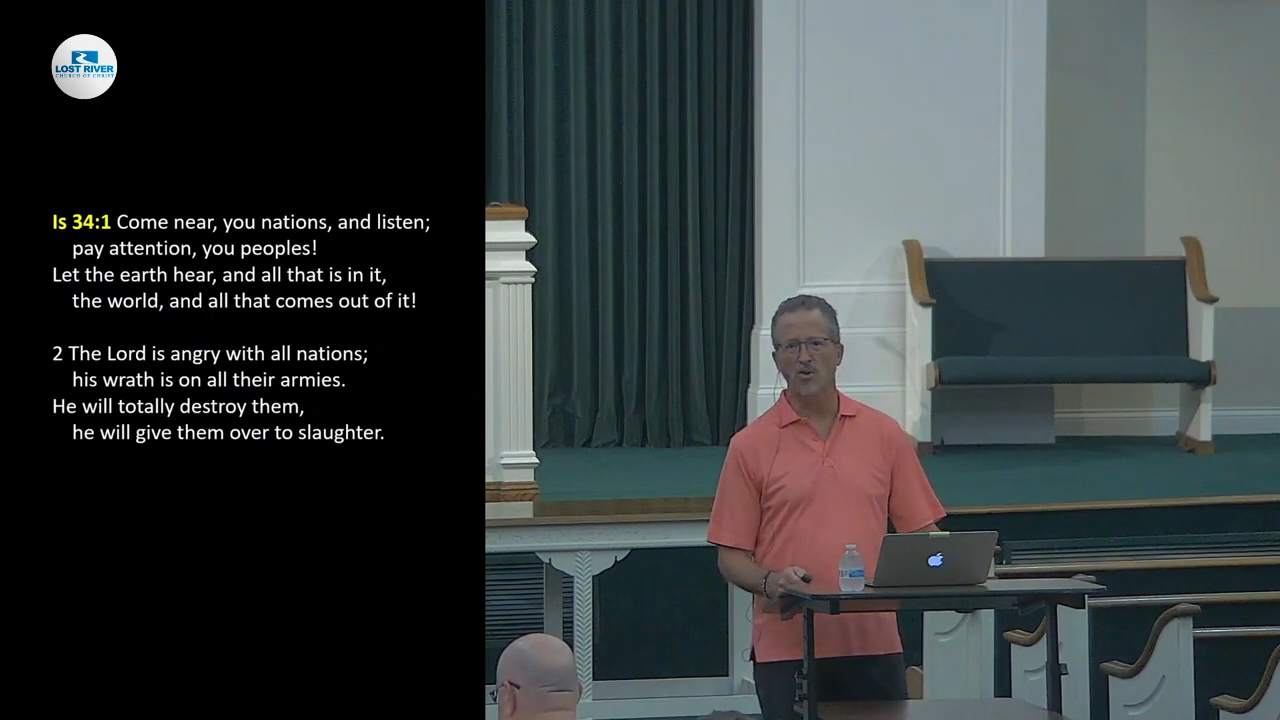 LOST RIVER
CHURCH OF CHRIST
Is 34:1 Come near, you nations, and listen;
pay attention, you peoples!
Let the earth hear, and all that is in it,
the world, and all that comes out of it!
2 The Lord is angry with all nations;
his wrath is on all their armies.
He will totally destroy them,
he will give them over to slaughter.